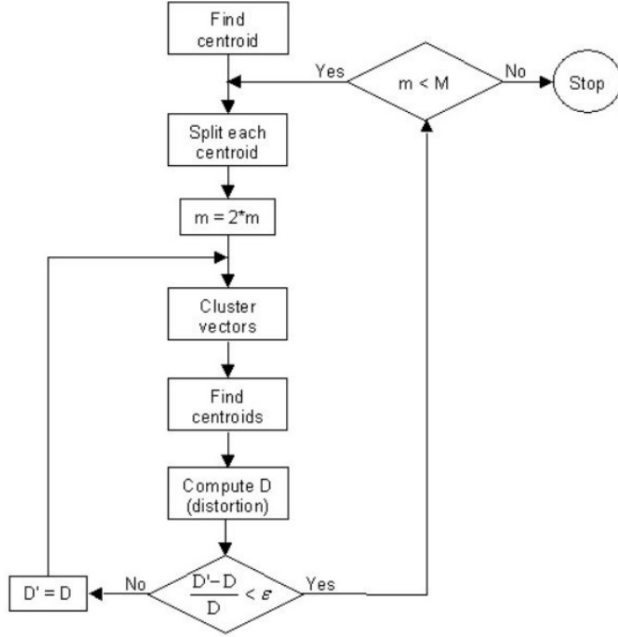 Find
centroid
Yes
m < M
No
Stop
Split each
centroid
m = 2*m
Cluster
vectors
Find
centroids
Compute D
(distortion)
D' = D
No
D'−D
D
< ε
Yes